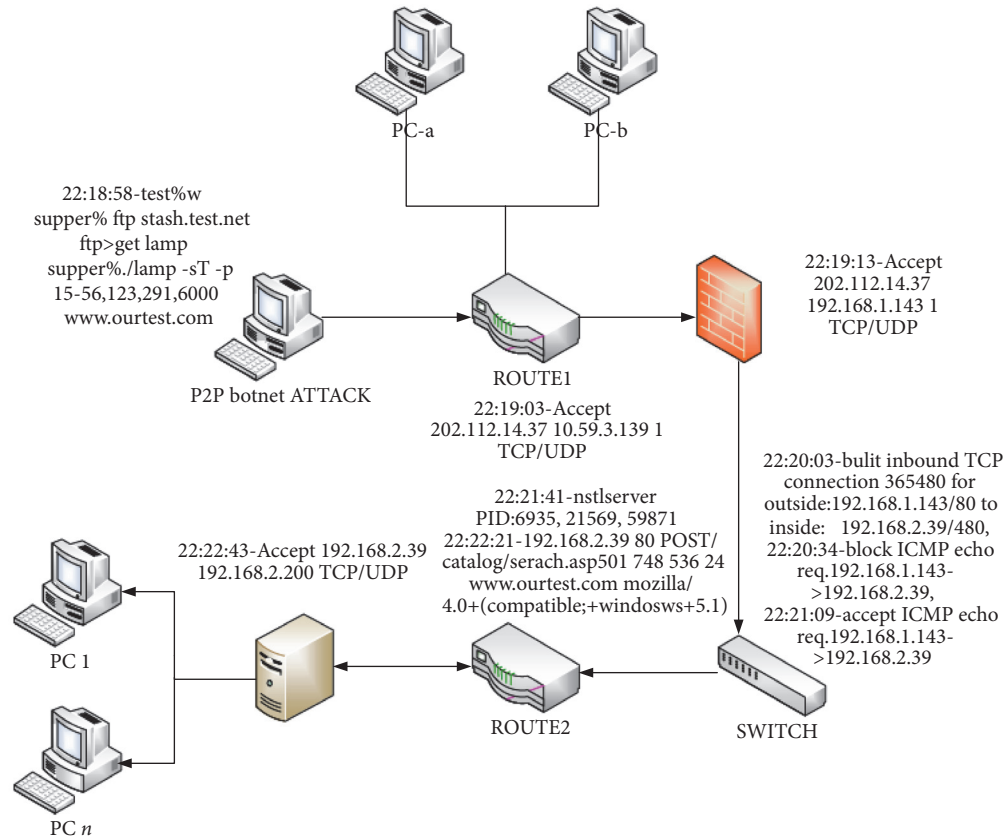 PC-a
PC-b
22:18:58-test%w
supper% ftp stash.test.net
ftp>get lamp
supper%./lamp -sT -p
15-56,123,291,6000
www.ourtest.com
P2P botnet ATTACK
ROUTE1
22:19:03-Accept
202.112.14.37 10.59.3.139 1
TCP/UDP
22:19:13-Accept
202.112.14.37
192.168.1.143 1
TCP/UDP
22:20:03-bulit inbound TCP
connection 365480 for
outside:192.168.1.143/80 to
inside: 192.168.2.39/480,
22:20:34-block ICMP echo
req.192.168.1.143-
>192.168.2.39,
22:21:09-accept ICMP echo
req.192.168.1.143-
>192.168.2.39
SWITCH
22:21:41-nstlserver
PID:6935, 21569, 59871
22:22:21-192.168.2.39 80 POST/
catalog/serach.asp501 748 536 24
www.ourtest.com mozilla/
4.0+(compatible;+windosws+5.1)
ROUTE2
22:22:43-Accept 192.168.2.39
192.168.2.200 TCP/UDP
PC 1
PC n